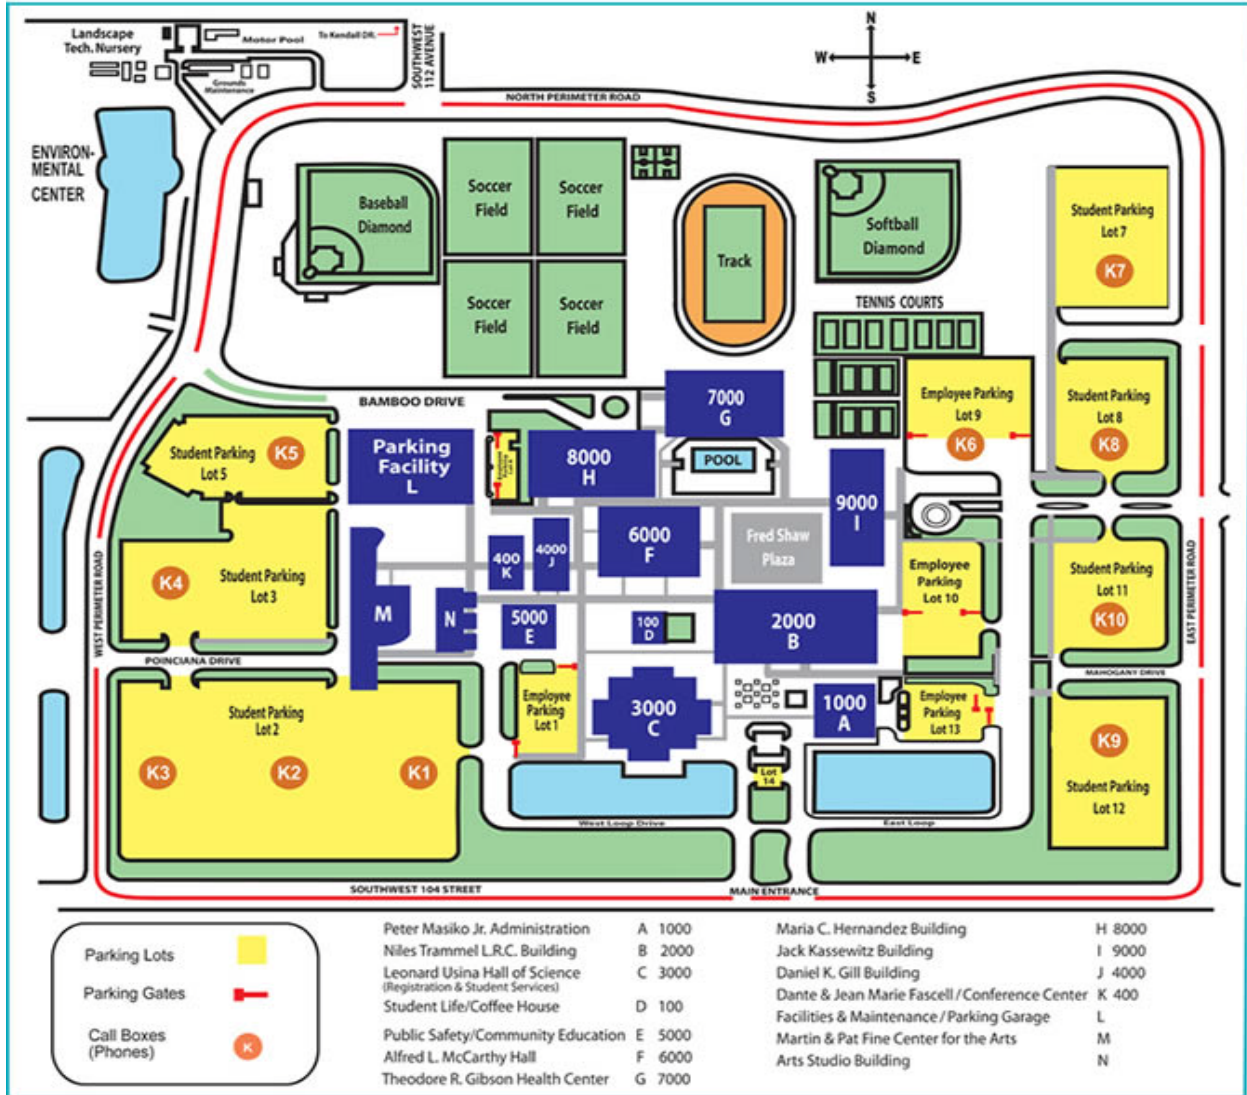 Landscape
Tech. Nursery
Motor Pool
To Kendall DR.
Grounds
Maintenance
SOUTHWEST
112 AVENUE
N
W E
S
NORTH PERIMETER ROAD
ENVIRON-
MENTAL
CENTER
Baseball
Diamond
Soccer
Field
Soccer
Field
Soccer
Field
Soccer
Field
Track
Softball
Diamond
TENNIS COURTS
Student Parking
Lot 7
K7
BAMBOO DRIVE
7000
G
Employee Parking
Lot 9
K6
Student Parking
Lot 8
K8
Student Parking
Lot 5
K5
Parking
Facility
L
Employee
Parking
8000
H
POOL
9000
I
400
K
4000
J
6000
F
Fred Shaw
Plaza
Employee
Parking
Lot 10
Student Parking
Lot 11
K10
K4
Student Parking
Lot 3
M
N
5000
E
100
D
2000
B
WEST PERIMETER ROAD
EAST PERIMETER ROAD
POINCIANA DRIVE
MAHOGANY DRIVE
Student Parking
Lot 2
K3
K2
K1
Employee
Parking
Lot 1
3000
C
1000
A
Employee
Parking
Lot 13
K9
Student Parking
Lot 12
Lot
14
West Loop Drive
East Loop
SOUTHWEST 104 STREET
MAIN ENTRANCE
Parking Lots
Parking Gates
Call Boxes
(Phones)
K
Peter Masiko Jr. Administration A 1000
Niles Trammel L.R.C. Building B 2000
Leonard Usina Hall of Science C 3000
(Registration & Student Services)
Student Life/Coffee House D 100
Public Safety/Community Education E 5000
Alfred L. McCarthy Hall F 6000
Theodore R. Gibson Health Center G 7000
Maria C. Hernandez Building H 8000
Jack Kassewitz Building I 9000
Daniel K. Gill Building J 4000
Dante & Jean Marie Fascell/Conference Center K 400
Facilities & Maintenance/Parking Garage L
Martin & Pat Fine Center for the Arts M
Arts Studio Building N